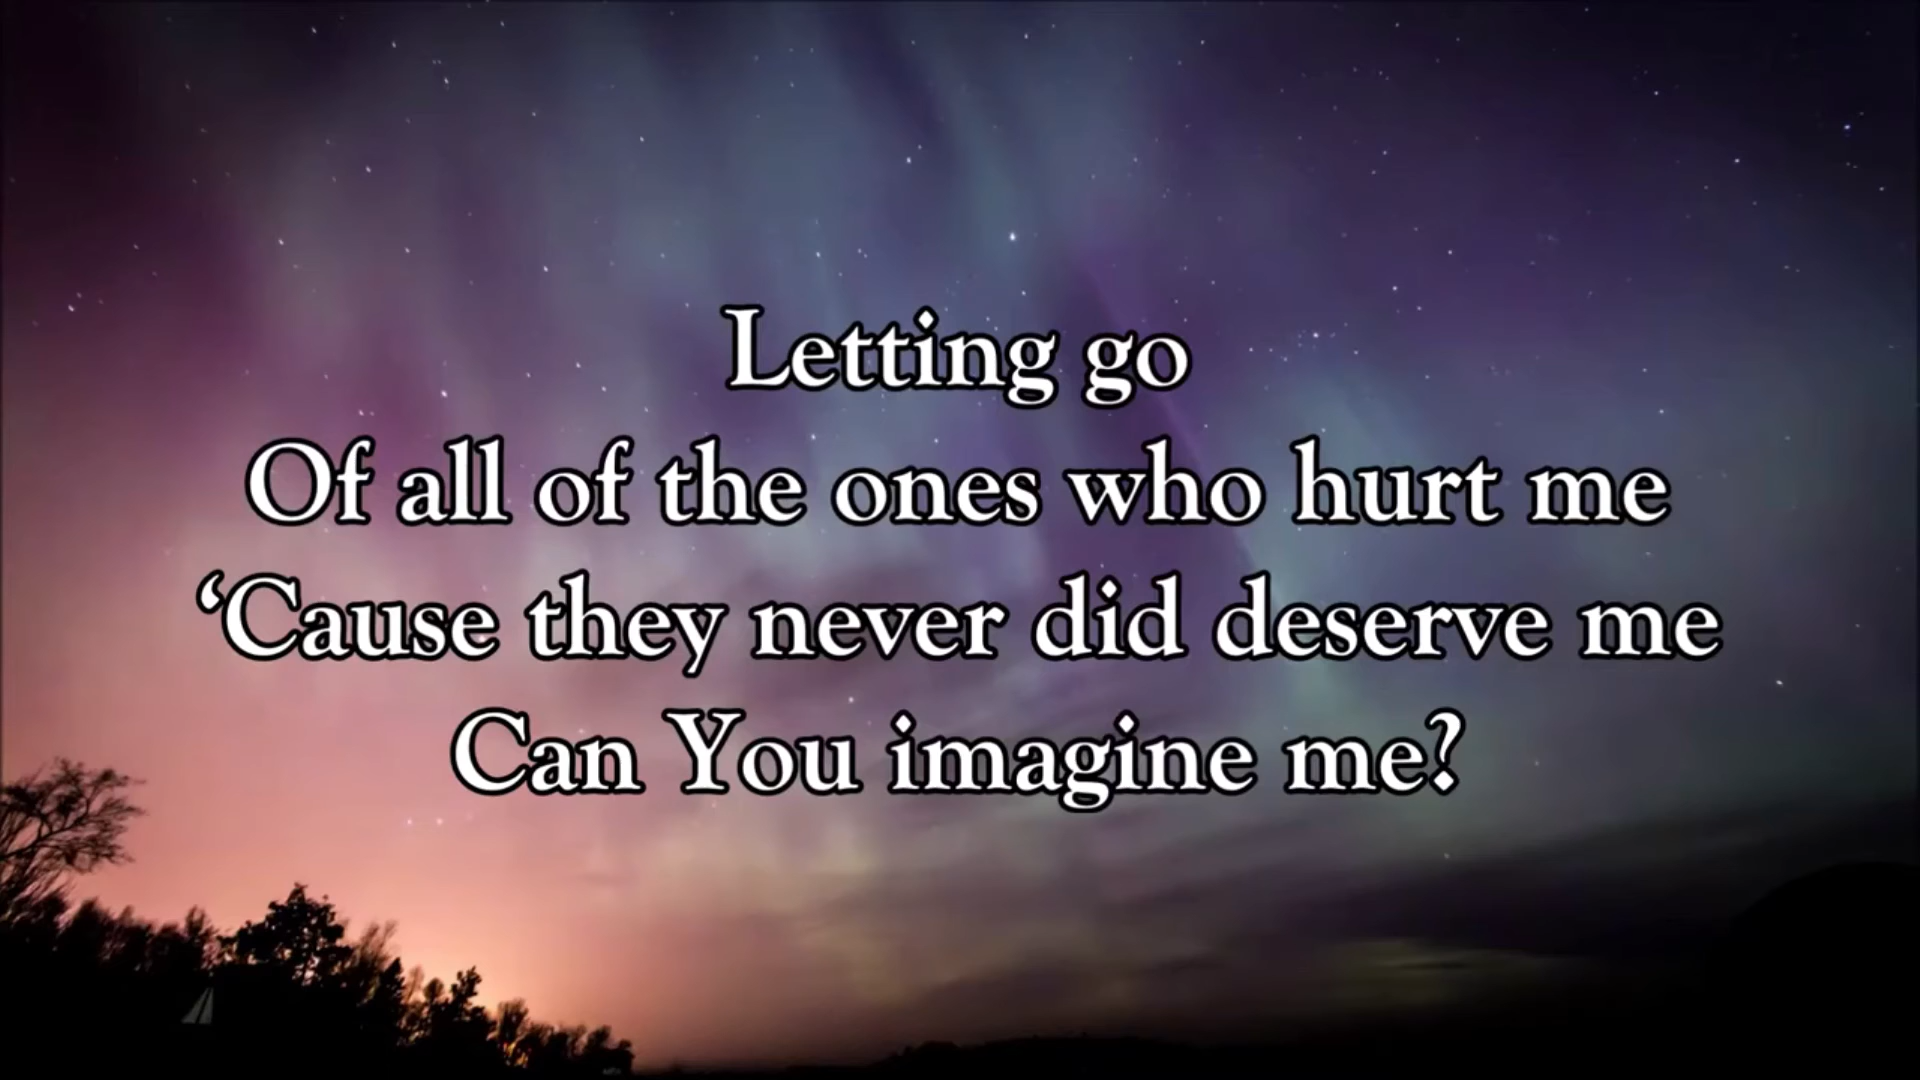 Letting go
Of all of the ones who hurt me
‘Cause they never did deserve me
Can You imagine me?